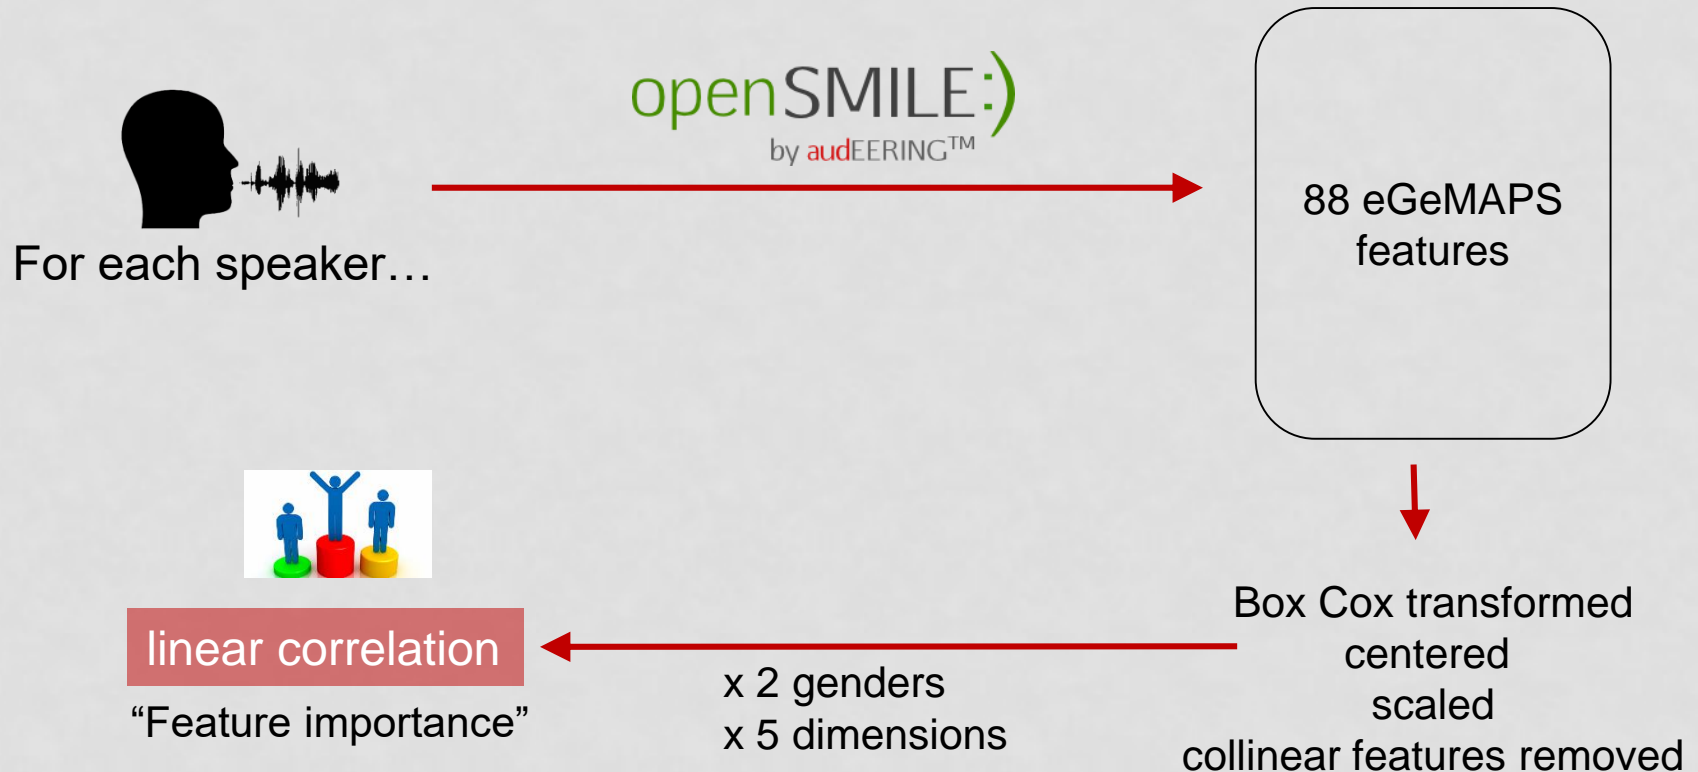 openSMILE:)
by audEERING™
For each speaker…
88 eGeMAPS
features
Box Cox transformed
centered
scaled
collinear features removed
x 2 genders
x 5 dimensions
linear correlation
“Feature importance”